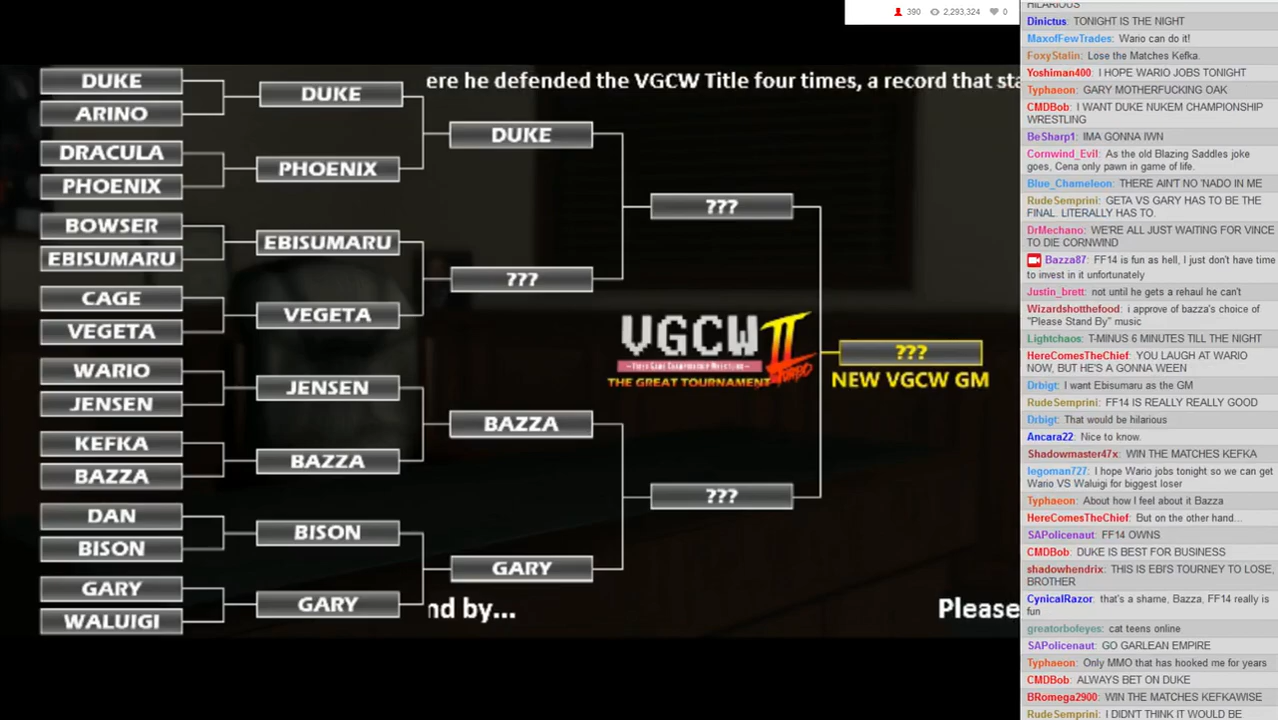 390 2,293,324 0
DUKE
ARINO
DRACULA
PHOENIX
BOWSER
EBISUMARU
CAGE
VEGETA
WARIO
JENSEN
KEFKA
BAZZA
DAN
BISON
GARY
WALUIGI
DUKE
PHOENIX
EBISUMARU
VEGETA
JENSEN
BAZZA
BISON
GARY
ere he defended the VGCW Title four times, a record that sta
DUKE
???
BAZZA
GARY
???
???
VGCW II
THE GREAT TOURNAMENT TURBO
???
NEW VGCW GM
nd by...
Please
HILARIOUS
Dinictus: TONIGHT IS THE NIGHT
MaxofFewTrades: Wario can do it!
FoxyStalin: Lose the Matches Kefka.
Yoshiman400: I HOPE WARIO JOBS TONIGHT
Typhaeon: GARY MOTHERFUCKING OAK
CMDBob: I WANT DUKE NUKEM CHAMPIONSHIP
WRESTLING
BeSharp1: IMA GONNA IWN
Cornwind_Evil: As the old Blazing Saddles joke
goes, Cena only pawn in game of life.
Blue_Chameleon: THERE AIN'T NO 'NADO IN ME
RudeSemprini: GETA VS GARY HAS TO BE THE
FINAL. LITERALLY HAS TO.
DrMechano: WE'RE ALL JUST WAITING FOR VINCE
TO DIE CORNWIND
Bazza87: FF14 is fun as hell, I just don't have time
to invest in it unfortunately
Justin_brett: not until he gets a rehaul he can't
Wizardshotthefood: i approve of bazza's choice of
"Please Stand By" music
Lightchaos: T-MINUS 6 MINUTES TILL THE NIGHT
HereComesTheChief: YOU LAUGH AT WARIO
NOW, BUT HE'S A GONNA WEEN
Drbigt: I want Ebisumaru as the GM
RudeSemprini: FF14 IS REALLY REALLY GOOD
Drbigt: That would be hilarious
Ancara22: Nice to know.
Shadowmaster47x: WIN THE MATCHES KEFKA
legoman727: I hope Wario jobs tonight so we can get
Wario VS Waluigi for biggest loser
Typhaeon: About how I feel about it Bazza
HereComesTheChief: But on the other hand...
SAPolicenaut: FF14 OWNS
CMDBob: DUKE IS BEST FOR BUSINESS
shadowhendrix: THIS IS EBI'S TOURNEY TO LOSE,
BROTHER
CynicalRazor: that's a shame, Bazza, FF14 really is
fun
greatorboleyes: cat teens online
SAPolicenaut: GO GARLEAN EMPIRE
Typhaeon: Only MMO that has hooked me for years
CMDBob: ALWAYS BET ON DUKE
BRomega2900: WIN THE MATCHES KEFKAWISE
RudeSemprini: I DIDN'T THINK IT WOULD BE